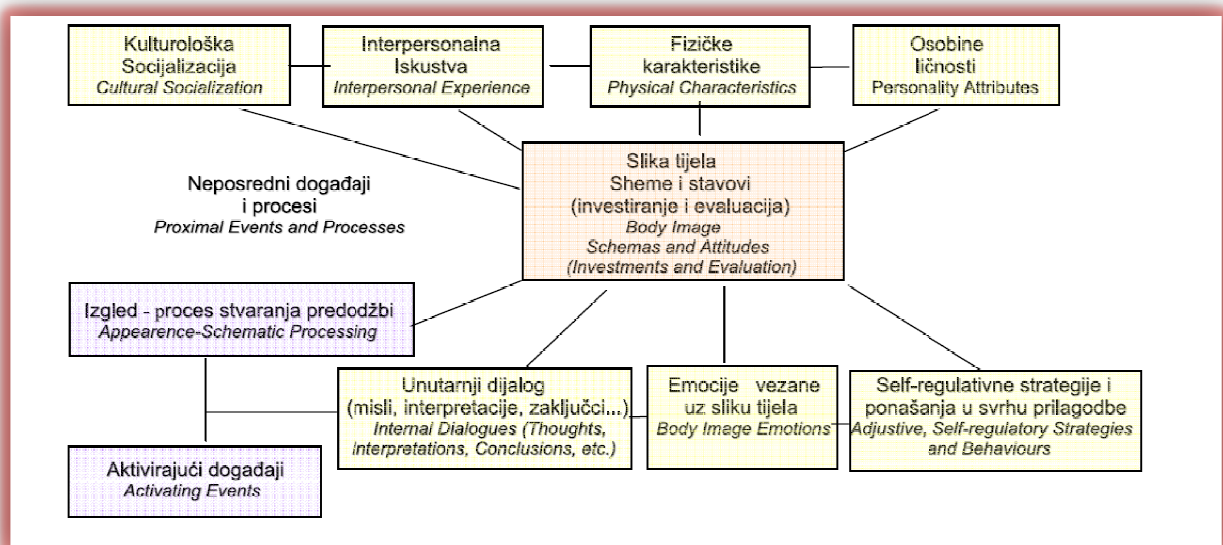 Kulturološka
Socijalizacija
Cultural Socialization
Interpersonalna
Iskustva
Interpersonal Experience
Fizičke
karakteristike
Physical Characteristics
Osobine
ličnosti
Personality Attributes
Slika tijela
Sheme i stavovi
(investiranje i evaluacija)
Body Image
Schemas and Attitudes
(Investments and Evaluation)
Neposredni događaji
i procesi
Proximal Events and Processes
Izgled - proces stvaranja predodžbi
Appearence-Schematic Processing
Unutarnji dijalog
(misli, interpretacije, zaključci...)
Internal Dialogues (Thoughts,
Interpretations, Conclusions, etc.)
Emocije vezane
uz sliku tijela
Body Image Emotions
Self-regulativne strategije i
ponašanja u svrhu prilagodbe
Adjustive, Self-regulatory Strategies
and Behaviours
Aktivirajući događaji
Activating Events